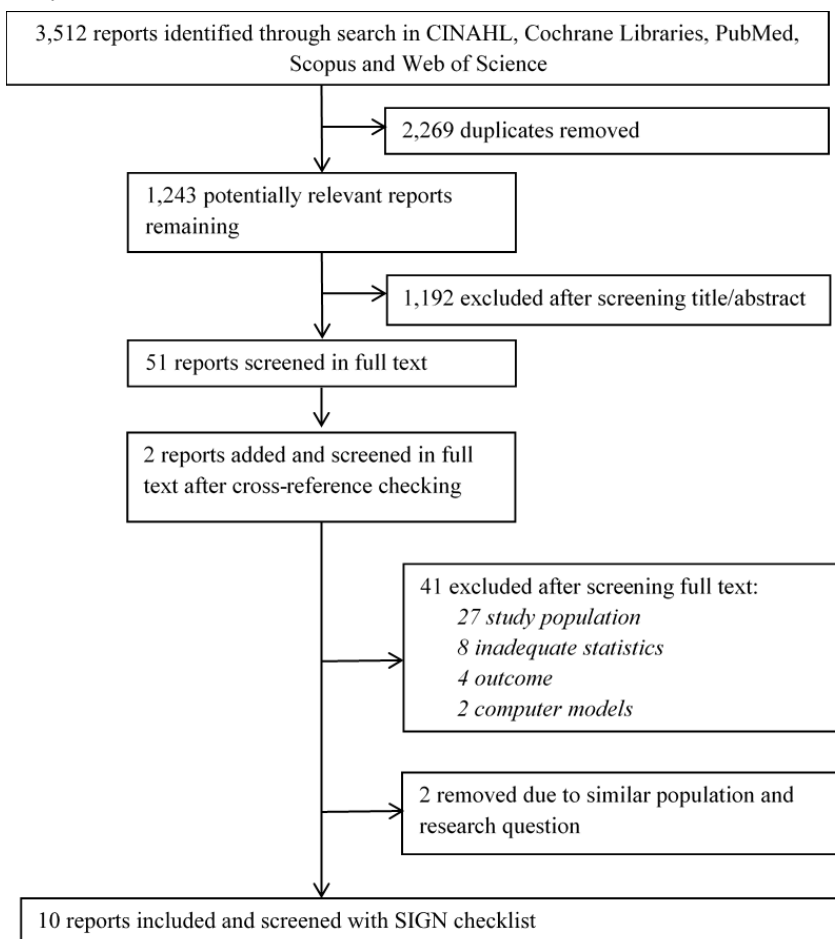 3,512 reports identified through search in CINAHL, Cochrane Libraries, PubMed,
Scopus and Web of Science
2,269 duplicates removed
1,243 potentially relevant reports
remaining
1,192 excluded after screening title/abstract
51 reports screened in full text
2 reports added and screened in full
text after cross-reference checking
41 excluded after screening full text:
27 study population
8 inadequate statistics
4 outcome
2 computer models
2 removed due to similar population and
research question
10 reports included and screened with SIGN checklist